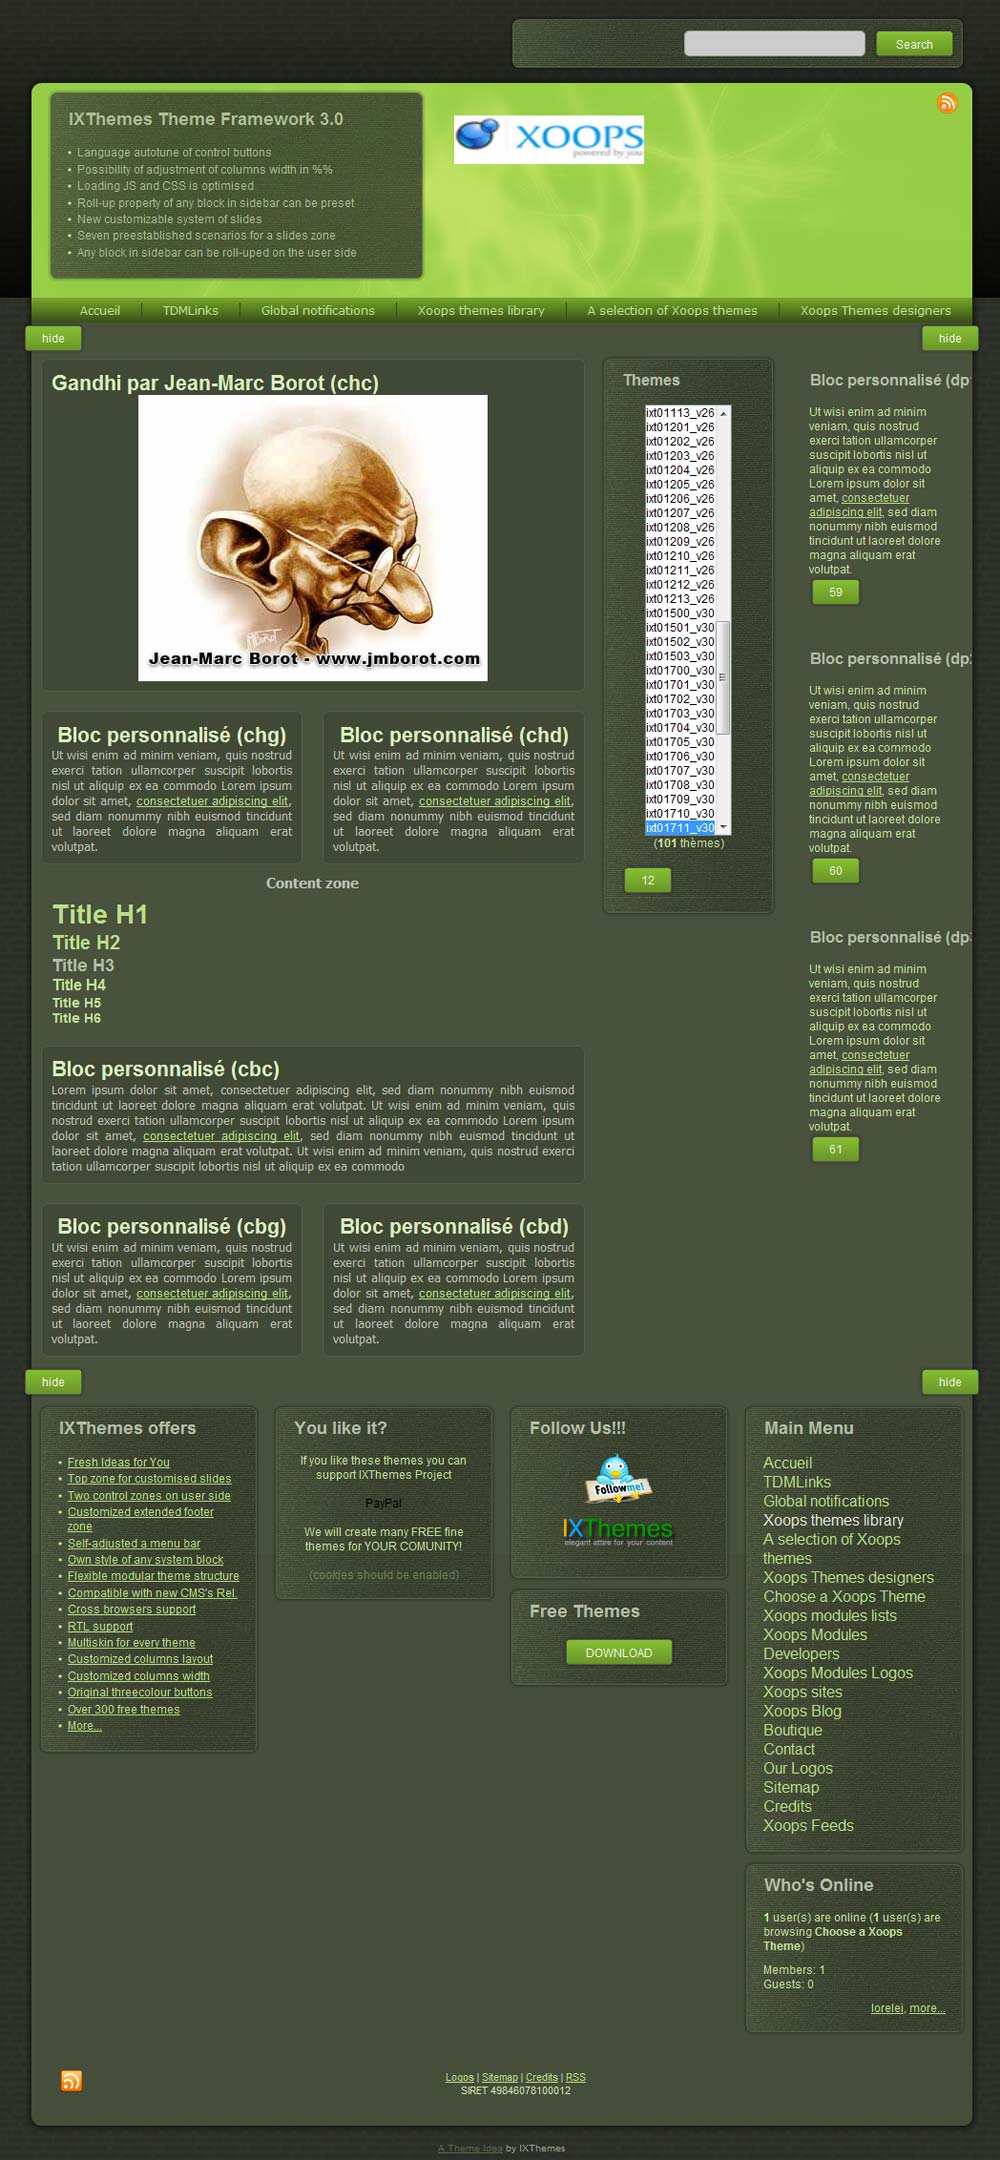 Search
IXThemes Theme Framework 3.0
Language autotune of control buttons
Possibility of adjustment of columns width in %%
Loading JS and CSS is optimised
Roll-up property of any block in sidebar can be preset
New customizable system of slides
Seven preestablished scenarios for a slides zone
Any block in sidebar can be roll-uped on the user side
XOOPS
powered by you
Accueil
TDMLinks
Global notifications
Xoops themes library
A selection of Xoops themes
Xoops Themes designers
hide
hide
Gandhi par Jean-Marc Borot (chc)
Jean-Marc Borot - www.jmborot.com
Bloc personnalisé (chg)
Ut wisi enim ad minim veniam, quis nostrud
exerci tation ullamcorper suscipit lobortis
nisl ut aliquip ex ea commodo Lorem ipsum
dolor sit amet, consectetuer adipiscing elit,
sed diam nonummy nibh euismod tincidunt
ut laoreet dolore magna aliquam erat
volutpat.
Bloc personnalisé (chd)
Ut wisi enim ad minim veniam, quis nostrud
exerci tation ullamcorper suscipit lobortis
nisl ut aliquip ex ea commodo Lorem ipsum
dolor sit amet, consectetuer adipiscing elit,
sed diam nonummy nibh euismod tincidunt
ut laoreet dolore magna aliquam erat
volutpat.
Content zone
Title H1
Title H2
Title H3
Title H4
Title H5
Title H6
Bloc personnalisé (cbc)
Lorem ipsum dolor sit amet, consectetuer adipiscing elit, sed diam nonummy nibh euismod
tincidunt ut laoreet dolore magna aliquam erat volutpat. Ut wisi enim ad minim veniam, quis
nostrud exerci tation ullamcorper suscipit lobortis nisl ut aliquip ex ea commodo Lorem ipsum
dolor sit amet, consectetuer adipiscing elit, sed diam nonummy nibh euismod tincidunt ut
laoreet dolore magna aliquam erat volutpat. Ut wisi enim ad minim veniam, quis nostrud exerci
tation ullamcorper suscipit lobortis nisl ut aliquip ex ea commodo
Bloc personnalisé (cbg)
Ut wisi enim ad minim veniam, quis nostrud
exerci tation ullamcorper suscipit lobortis
nisl ut aliquip ex ea commodo Lorem ipsum
dolor sit amet, consectetuer adipiscing elit,
sed diam nonummy nibh euismod tincidunt
ut laoreet dolore magna aliquam erat
volutpat.
Bloc personnalisé (cbd)
Ut wisi enim ad minim veniam, quis nostrud
exerci tation ullamcorper suscipit lobortis
nisl ut aliquip ex ea commodo Lorem ipsum
dolor sit amet, consectetuer adipiscing elit,
sed diam nonummy nibh euismod tincidunt
ut laoreet dolore magna aliquam erat
volutpat.
Themes
ixt01113_v26
ixt01201_v26
ixt01202_v26
ixt01203_v26
ixt01204_v26
ixt01205_v26
ixt01206_v26
ixt01207_v26
ixt01208_v26
ixt01209_v26
ixt01210_v26
ixt01211_v26
ixt01212_v26
ixt01213_v26
ixt01500_v30
ixt01501_v30
ixt01502_v30
ixt01503_v30
ixt01700_v30
ixt01701_v30
ixt01702_v30
ixt01703_v30
ixt01704_v30
ixt01705_v30
ixt01706_v30
ixt01707_v30
ixt01708_v30
ixt01709_v30
ixt01710_v30
ixt01711_v30
(101 thèmes)
12
Bloc personnalisé (dp1
Ut wisi enim ad minim
veniam, quis nostrud
exerci tation ullamcorper
suscipit lobortis nisl ut
aliquip ex ea commodo
Lorem ipsum dolor sit
amet, consectetuer
adipiscing elit, sed diam
nonummy nibh euismod
tincidunt ut laoreet dolore
magna aliquam erat
volutpat.
59
Bloc personnalisé (dp2
Ut wisi enim ad minim
veniam, quis nostrud
exerci tation ullamcorper
suscipit lobortis nisl ut
aliquip ex ea commodo
Lorem ipsum dolor sit
amet, consectetuer
adipiscing elit, sed diam
nonummy nibh euismod
tincidunt ut laoreet dolore
magna aliquam erat
volutpat.
60
Bloc personnalisé (dp3
Ut wisi enim ad minim
veniam, quis nostrud
exerci tation ullamcorper
suscipit lobortis nisl ut
aliquip ex ea commodo
Lorem ipsum dolor sit
amet, consectetuer
adipiscing elit, sed diam
nonummy nibh euismod
tincidunt ut laoreet dolore
magna aliquam erat
volutpat.
61
hide
hide
IXThemes offers
Fresh Ideas for You
Top zone for customised slides
Two control zones on user side
Customized extended footer
zone
Self-adjusted a menu bar
Own style of any system block
Flexible modular theme structure
Compatible with new CMS's Rel.
Cross browsers support
RTL support
Multiskin for every theme
Customized columns layout
Customized columns width
Original threecolour buttons
Over 300 free themes
More...
You like it?
If you like these themes you can
support IXThemes Project
PayPal
We will create many FREE fine
themes for YOUR COMUNITY!
(cookies should be enabled)
Follow Us!!!
Followme!
IXThemes
elegant attire for your content
Free Themes
DOWNLOAD
Main Menu
Accueil
TDMLinks
Global notifications
Xoops themes library
A selection of Xoops
themes
Xoops Themes designers
Choose a Xoops Theme
Xoops modules lists
Xoops Modules
Developers
Xoops Modules Logos
Xoops sites
Xoops Blog
Boutique
Contact
Our Logos
Sitemap
Credits
Xoops Feeds
Who's Online
1 user(s) are online (1 user(s) are
browsing Choose a Xoops
Theme)
Members: 1
Guests: 0
lorelei, more...
Logos | Sitemap | Credits | RSS
SIRET 49846078100012
A Theme Idea by IXThemes